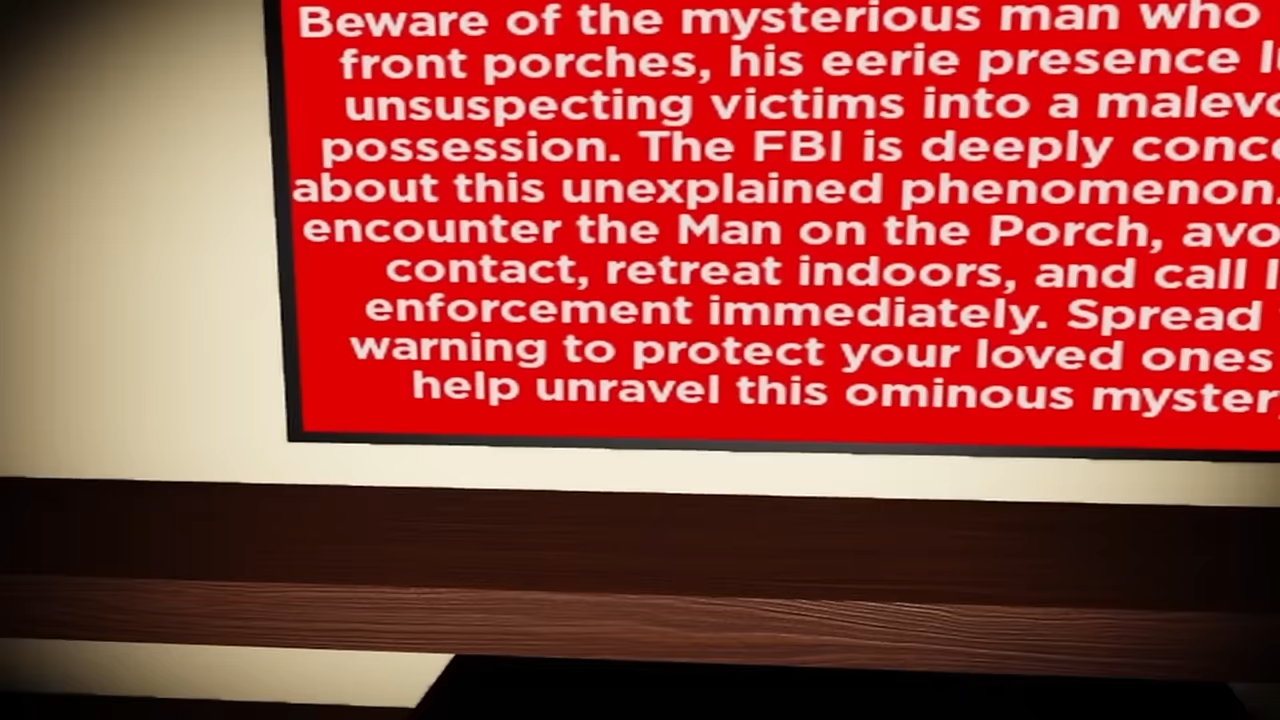 Beware of the mysterious man who
front porches, his eerie presence
unsuspecting victims into a
possession. The FBI is deeply
about this unexplained phenomenon.
encounter the Man on the Porch,
contact, retreat indoors, and call
enforcement immediately. Spread
warning to protect your loved ones
help unravel this ominous